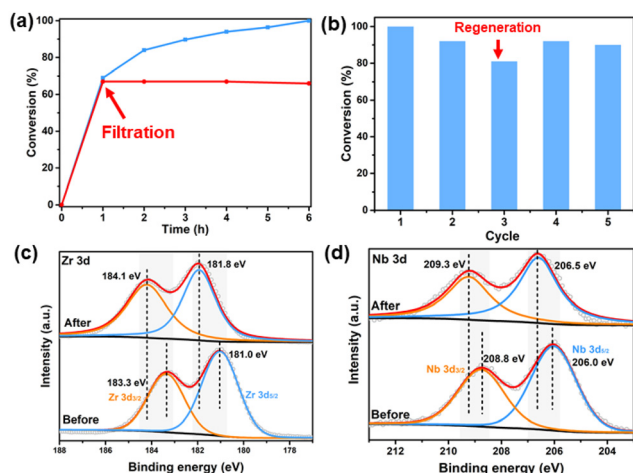 (a)
100
80
60
40
20
0
Conversion (%)
Filtration
0 1 2 3 4 5 6
Time (h)
(b)
100
80
60
40
20
0
Conversion (%)
Regeneration
1 2 3 4 5
Cycle
(c)
Zr 3d
184.1 eV
181.8 eV
After
183.3 eV
181.0 eV
Zr 3d3/2
Zr 3d5/2
Before
Intensity (a.u.)
188 186 184 182 180 178
Binding energy (eV)
(d)
Nb 3d
209.3 eV
206.5 eV
After
Nb 3d3/2
208.8 eV
Nb 3d5/2
206.0 eV
Before
Intensity (a.u.)
212 210 208 206 204
Binding energy (eV)